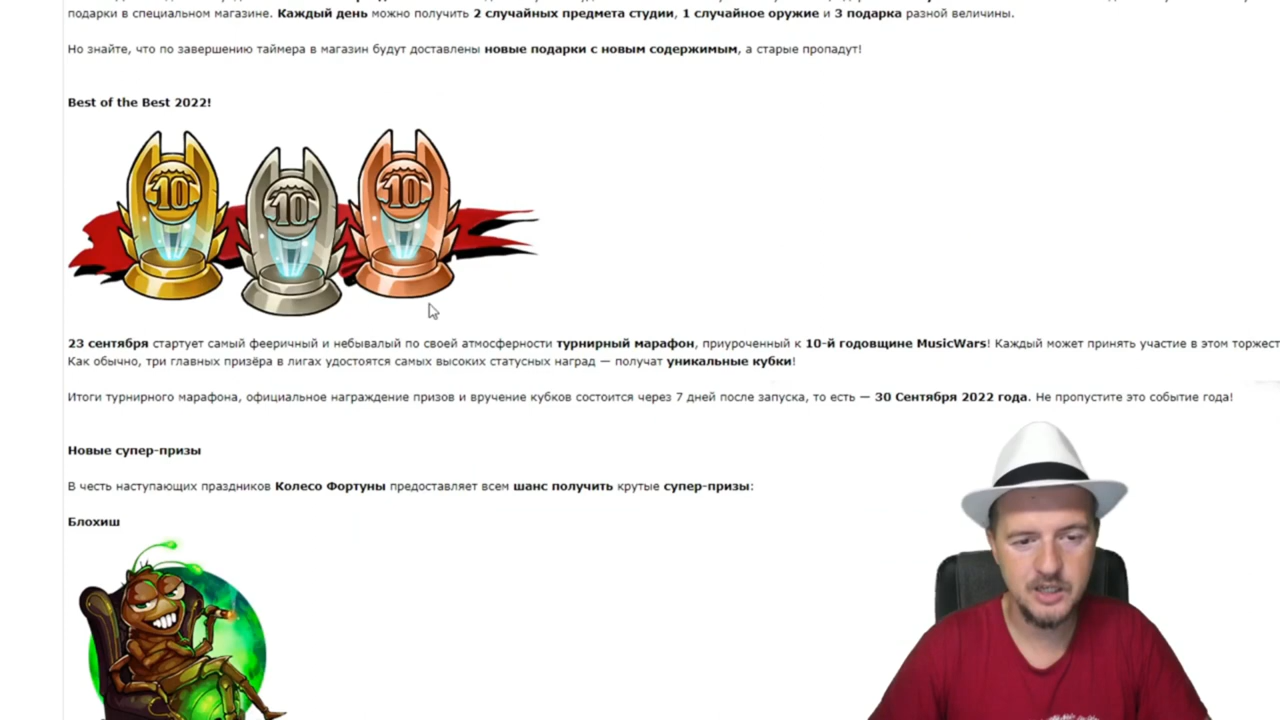 подарки в специальном магазине. Каждый день можно получить 2 случайных предмета студии, 1 случайное оружие и 3 подарка разной величины.
Но знайте, что по завершению таймера в магазин будут доставлены новые подарки с новым содержимым, а старые пропадут!
Best of the Best 2022!
10
10
10
23 сентября стартует самый фееричный и небывалый по своей атмосферности турнирный марафон, приуроченный к 10-й годовщине MusicWars! Каждый может принять участие в этом
Как обычно, три главных призёра в лигах удостоятся самых высоких статусных наград — получат уникальные кубки!
Итоги турнирного марафона, официальное награждение призов и вручение кубков состоится через 7 дней после запуска, то есть — 30 Сентября 2022 года. Не пропустите это событие года!
Новые супер-призы
В честь наступающих праздников Колесо Фортуны предоставляет всем шанс получить крутые супер-призы:
Блохиш